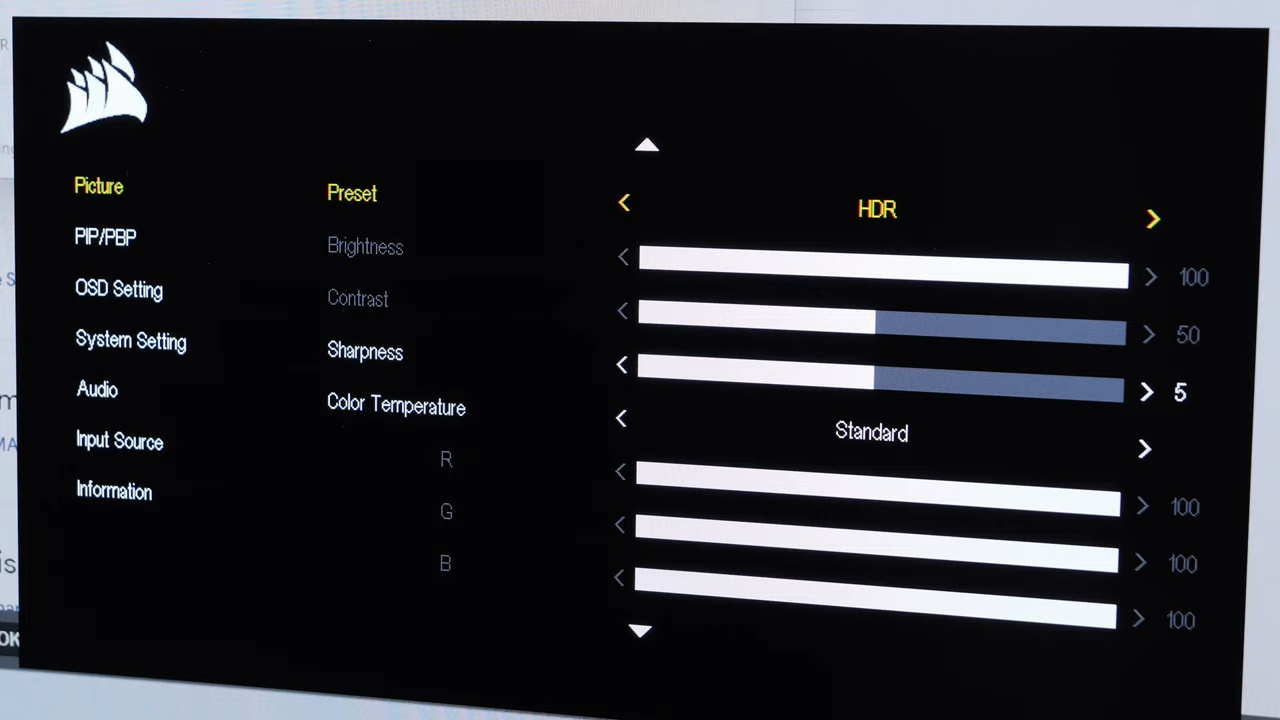 Picture
PIP/PBP
OSD Setting
System Setting
Audio
Input Source
Information
Preset HDR
Brightness 100
Contrast 50
Sharpness 5
Color Temperature Standard
R 100
G 100
B 100
OK